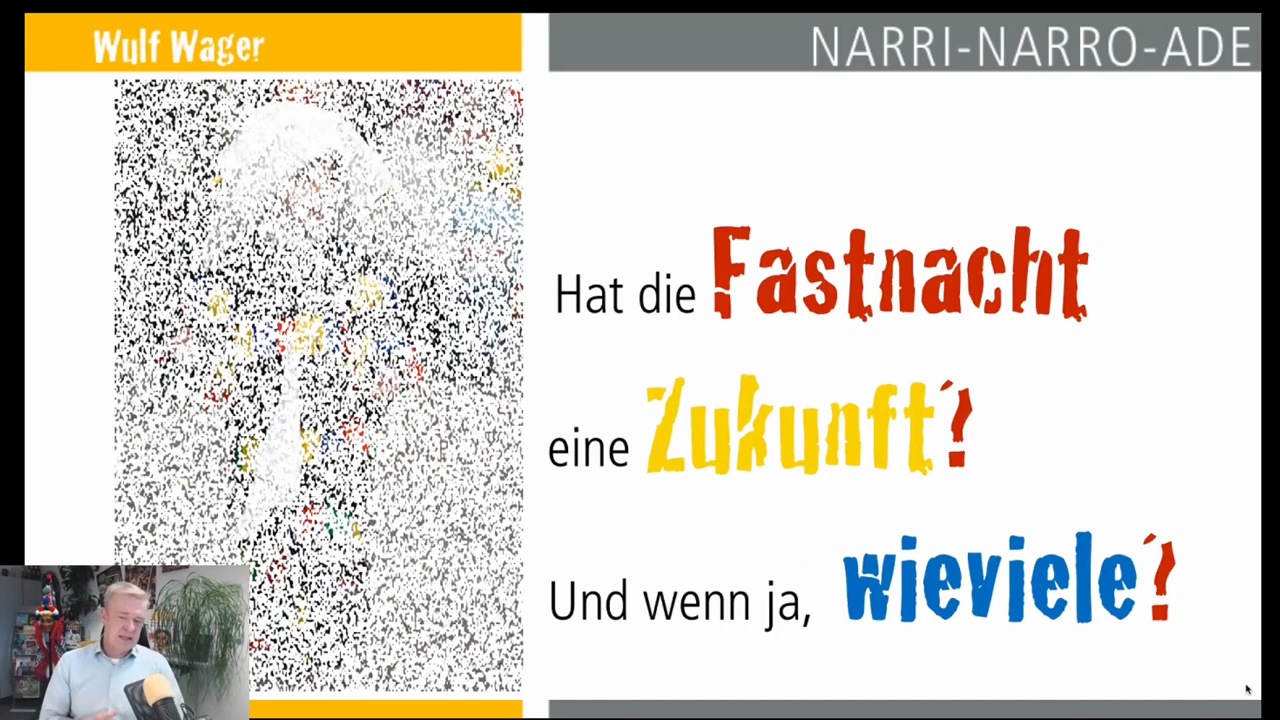 Wulf Wager
NARRI-NARRO-ADE
Hat die Fastnacht
eine Zukunft?
Und wenn ja, wieviele?